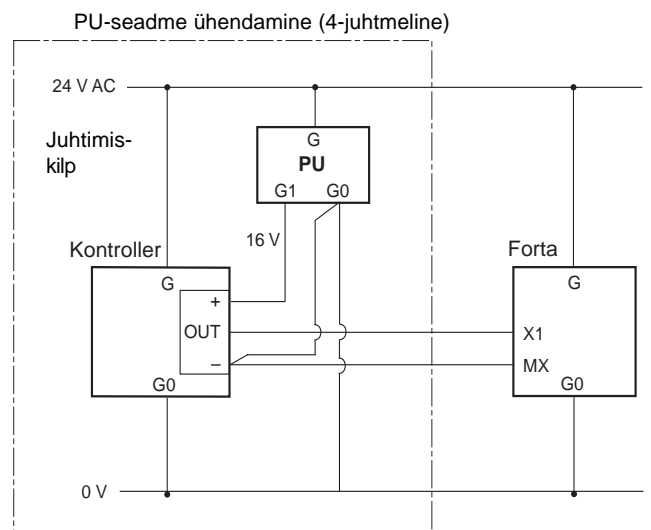 PU-seadme ühendamine (4-juhtmeline)
24 V AC
Juhtimis-
kilp
G
PU
G1 G0
16 V
Kontroller
Forta
G
+
OUT
–
G0
G
X1
MX
G0
0 V